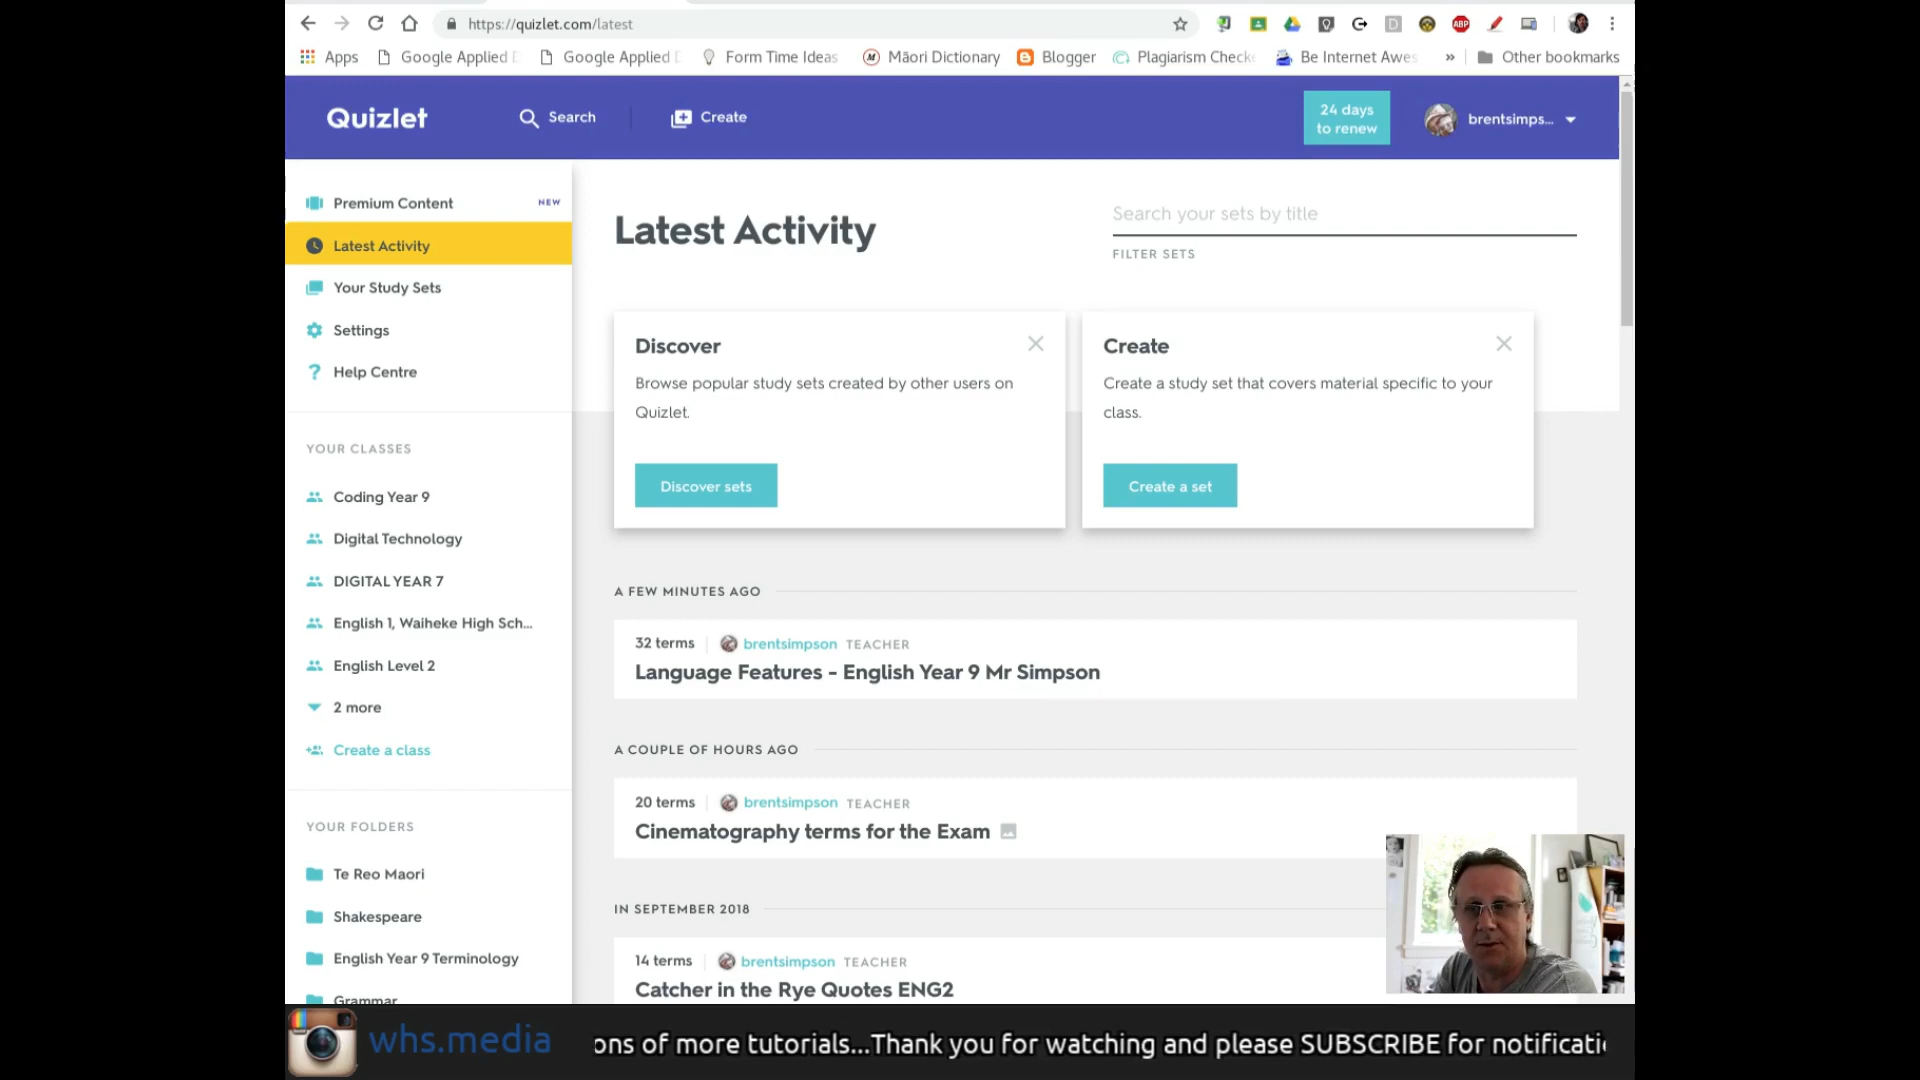 https://quizlet.com/latest
ABP
Apps
Google Applied D
Google Applied D
Form Time Ideas
Māori Dictionary
Blogger
Plagiarism Checke
Be Internet Awes
»
Other bookmarks
Quizlet
Search
Create
24 days
to renew
brentsimps...
Premium Content
NEW
Latest Activity
Your Study Sets
Settings
Help Centre
YOUR CLASSES
Coding Year 9
Digital Technology
DIGITAL YEAR 7
English 1, Waiheke High Sch...
English Level 2
2 more
Create a class
YOUR FOLDERS
Te Reo Maori
Shakespeare
English Year 9 Terminology
Grammar
Latest Activity
Search your sets by title
FILTER SETS
Discover
Browse popular study sets created by other users on
Quizlet.
Discover sets
Create
Create a study set that covers material specific to your
class.
Create a set
A FEW MINUTES AGO
32 terms
brentsimpson TEACHER
Language Features - English Year 9 Mr Simpson
A COUPLE OF HOURS AGO
20 terms
brentsimpson TEACHER
Cinematography terms for the Exam
IN SEPTEMBER 2018
14 terms
brentsimpson TEACHER
Catcher in the Rye Quotes ENG2
whs.media
ons of more tutorials...Thank you for watching and please SUBSCRIBE for notificati